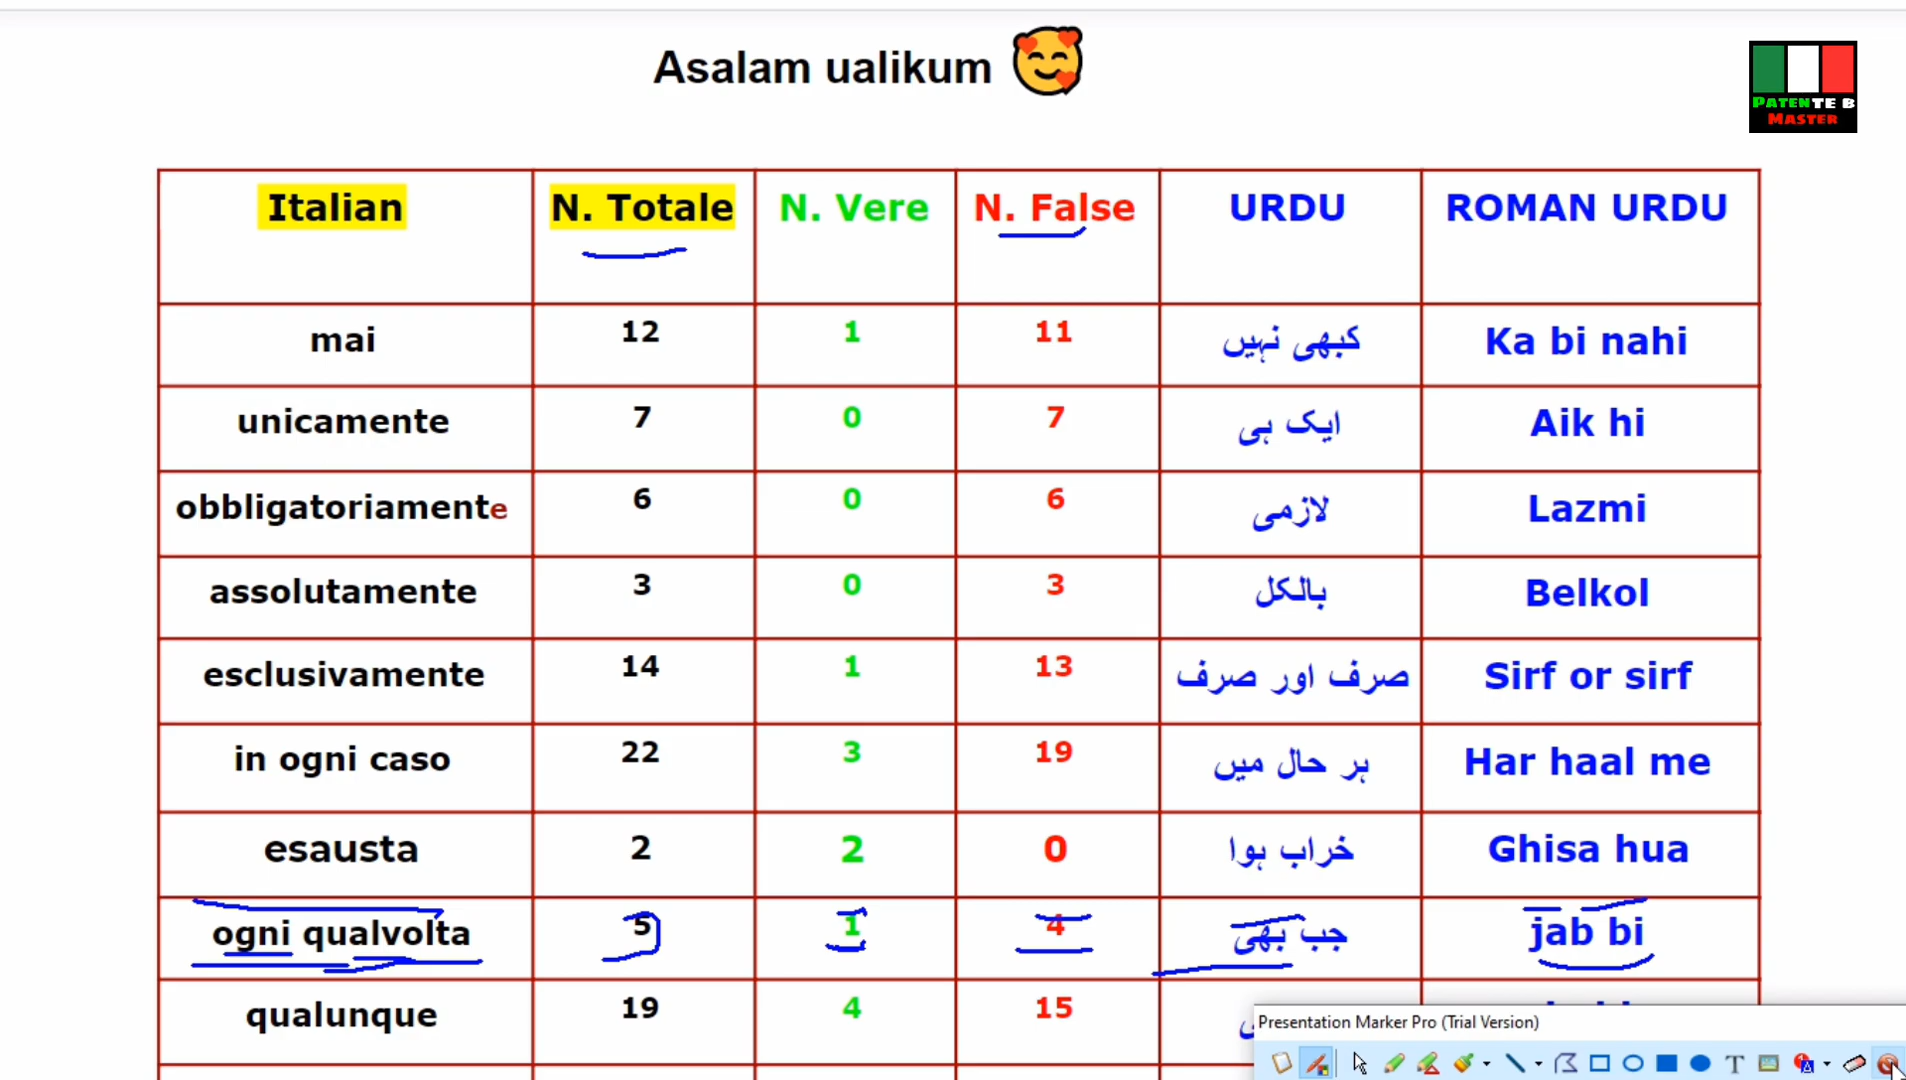 Asalam ualikum
PATENTE B
MASTER
Italian N. Totale N. Vere N. False URDU ROMAN URDU
mai 12 1 11 کبھی نہیں Ka bi nahi
unicamente 7 0 7 ایک ہی Aik hi
obbligatoriamente 6 0 6 لازمی Lazmi
assolutamente 3 0 3 بالکل Belkol
esclusivamente 14 1 13 صرف اور صرف Sirf or sirf
in ogni caso 22 3 19 ہر حال میں Har haal me
esausta 2 2 0 خراب ہوا Ghisa hua
ogni qualvolta 5 1 4 جب بھی jab bi
qualunque 19 4 15
Presentation Marker Pro (Trial Version)